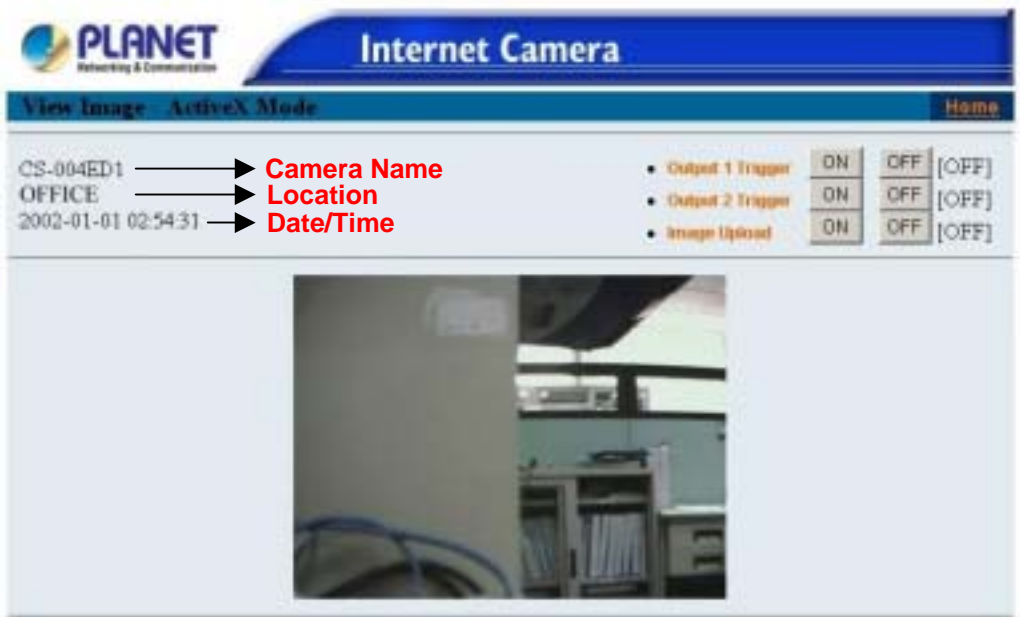 PLANET
Networking & Communication
Internet Camera
View Image ActiveX Mode
Home
CS-004ED1 Camera Name
OFFICE Location
2002-01-01 02:54:31 Date/Time
Output 1 Trigger ON OFF [OFF]
Output 2 Trigger ON OFF [OFF]
Image Upload ON OFF [OFF]